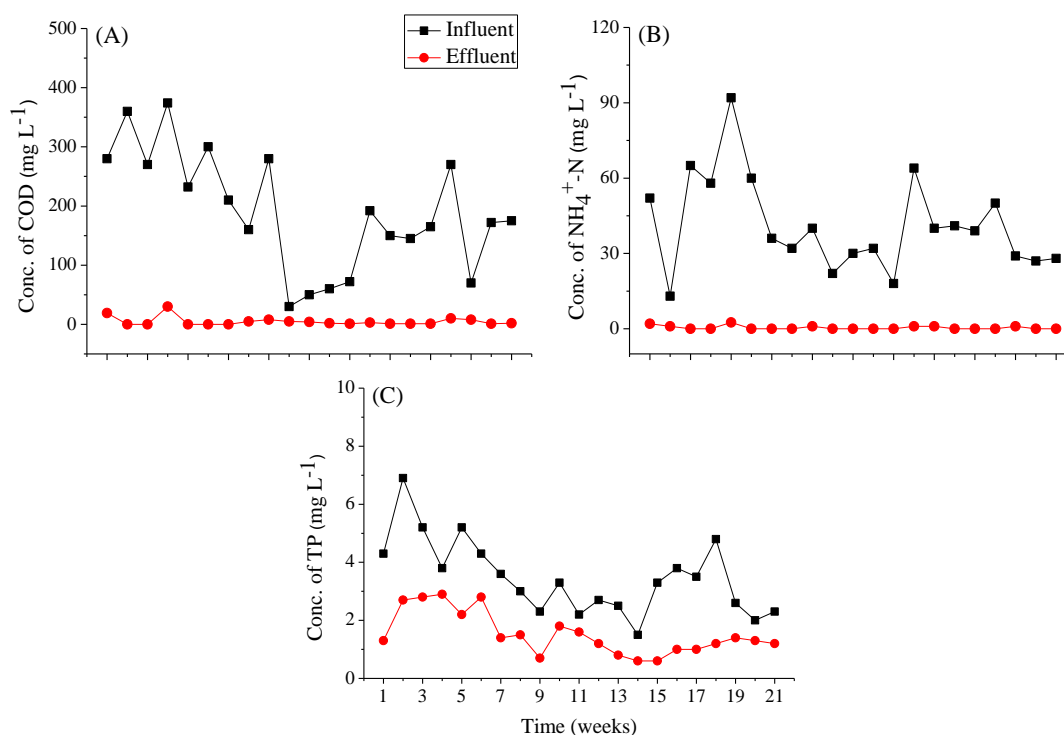 (A)
Influent
Effluent
Conc. of COD (mg L⁻¹)
500
400
300
200
100
0
(B)
Conc. of NH₄⁺-N (mg L⁻¹)
120
90
60
30
0
(C)
Conc. of TP (mg L⁻¹)
10
8
6
4
2
0
1 3 5 7 9 11 13 15 17 19 21
Time (weeks)